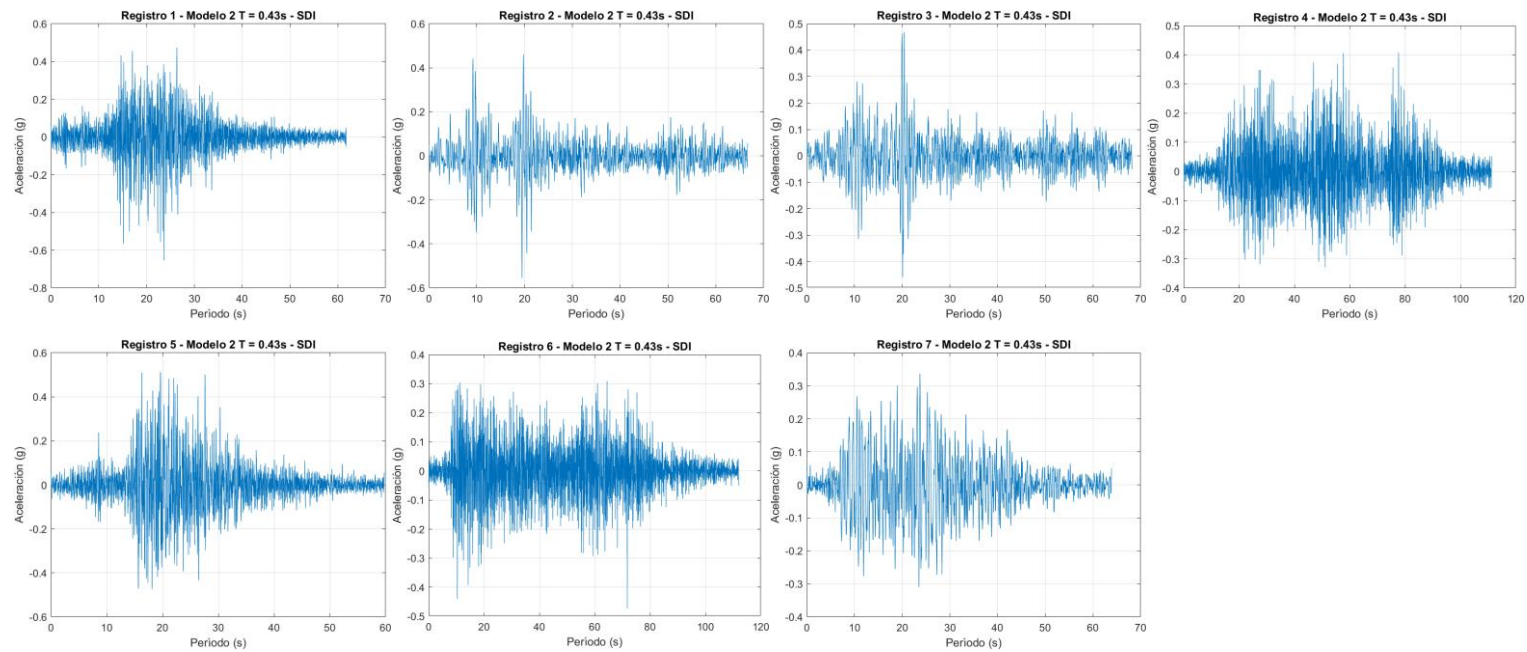 Registro 1 - Modelo 2 T = 0.43s - SDI
Aceleración (g)
0.6
0.4
0.2
0
-0.2
-0.4
-0.6
-0.8
0 10 20 30 40 50 60 70
Periodo (s)
Registro 2 - Modelo 2 T = 0.43s - SDI
Aceleración (g)
0.6
0.4
0.2
0
-0.2
-0.4
-0.6
0 10 20 30 40 50 60 70
Periodo (s)
Registro 3 - Modelo 2 T = 0.43s - SDI
Aceleración (g)
0.5
0.4
0.3
0.2
0.1
0
-0.1
-0.2
-0.3
-0.4
-0.5
0 10 20 30 40 50 60 70
Periodo (s)
Registro 4 - Modelo 2 T = 0.43s - SDI
Aceleración (g)
0.5
0.4
0.3
0.2
0.1
0
-0.1
-0.2
-0.3
-0.4
0 20 40 60 80 100 120
Periodo (s)
Registro 5 - Modelo 2 T = 0.43s - SDI
Aceleración (g)
0.6
0.4
0.2
0
-0.2
-0.4
-0.6
0 10 20 30 40 50 60
Periodo (s)
Registro 6 - Modelo 2 T = 0.43s - SDI
Aceleración (g)
0.4
0.3
0.2
0.1
0
-0.1
-0.2
-0.3
-0.4
-0.5
0 20 40 60 80 100 120
Periodo (s)
Registro 7 - Modelo 2 T = 0.43s - SDI
Aceleración (g)
0.4
0.3
0.2
0.1
0
-0.1
-0.2
-0.3
-0.4
0 10 20 30 40 50 60 70
Periodo (s)